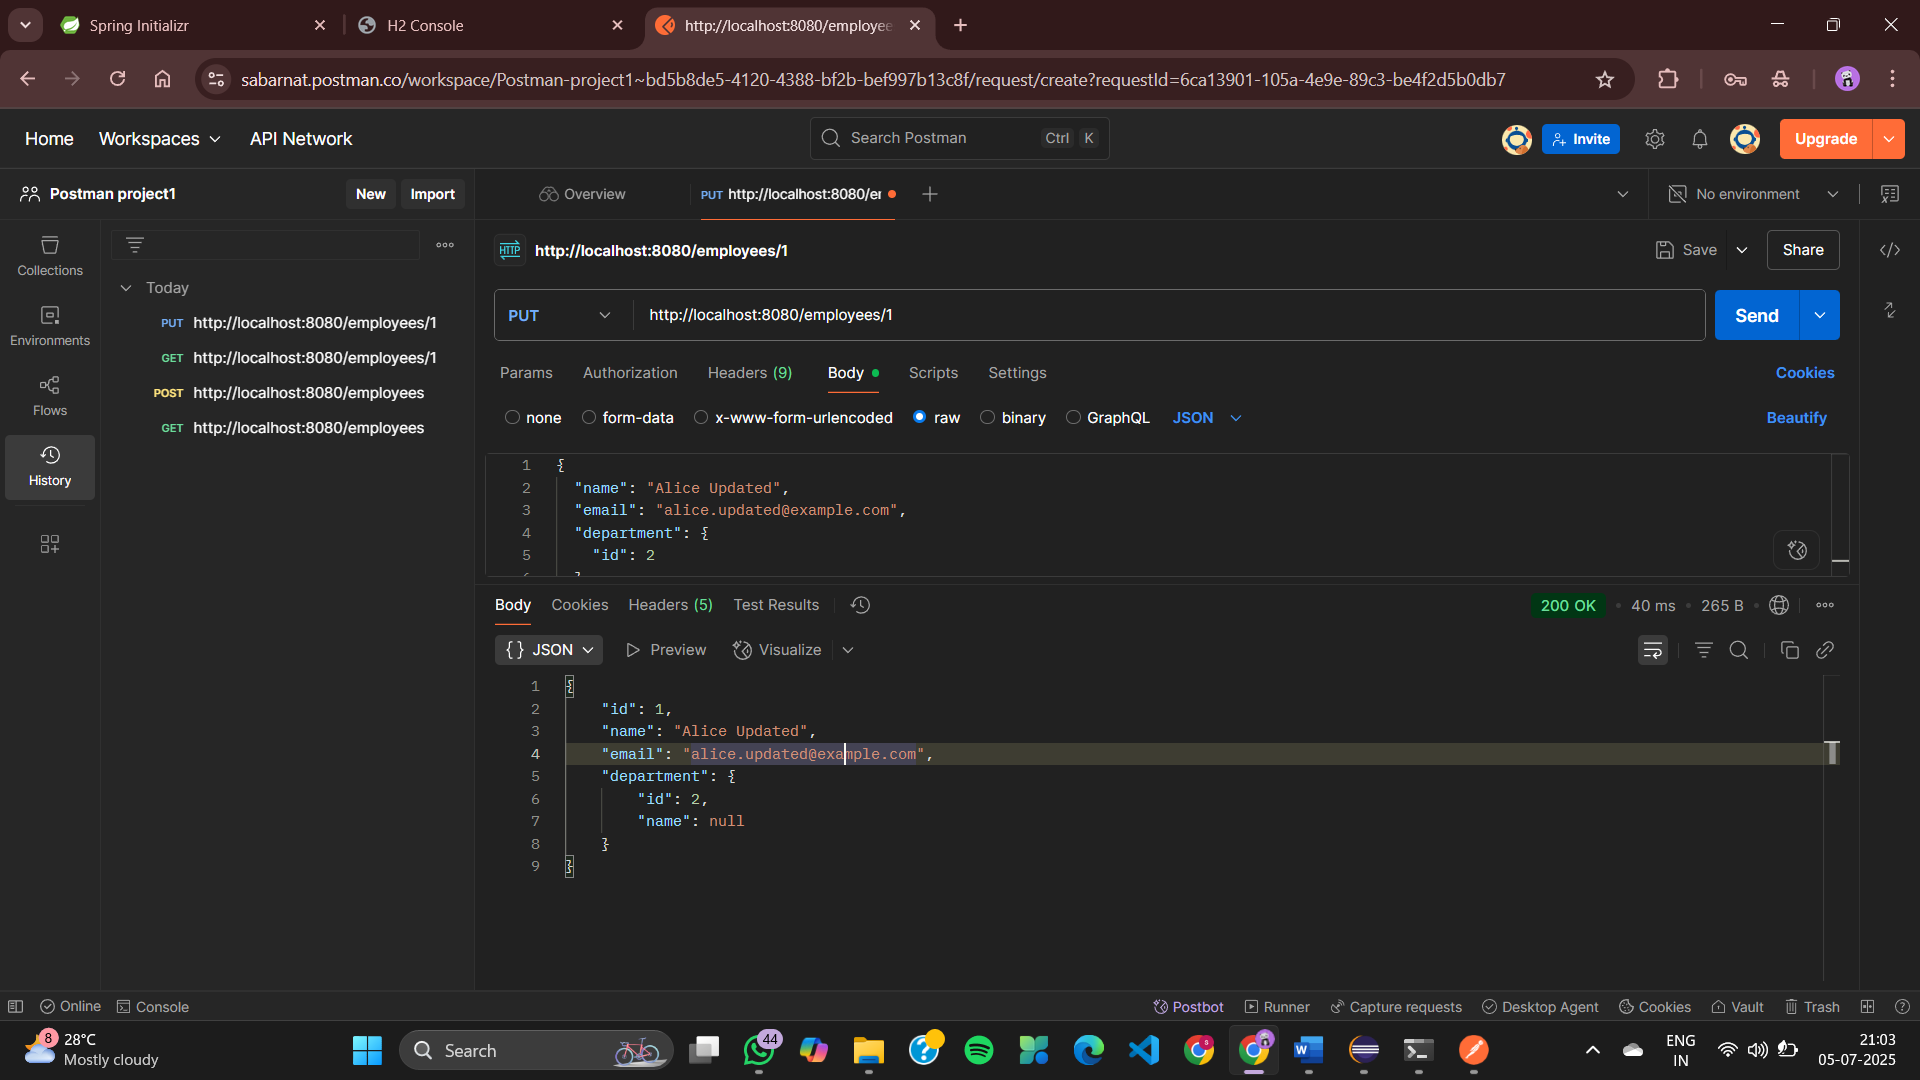 Spring Initializr
H2 Console
http://localhost:8080/employee
sabarnat.postman.co/workspace/Postman-project1~bd5b8de5-4120-4388-bf2b-bef997b13c8f/request/create?requestId=6ca13901-105a-4e9e-89c3-be4f2d5b0db7
Home Workspaces API Network
Search Postman Ctrl K
Invite
Upgrade
Postman project1 New Import
Overview
PUT http://localhost:8080/er
No environment
Collections
Environments
Flows
History
Today
PUT http://localhost:8080/employees/1
GET http://localhost:8080/employees/1
POST http://localhost:8080/employees
GET http://localhost:8080/employees
HTTP http://localhost:8080/employees/1
Save Share
PUT http://localhost:8080/employees/1 Send
Params Authorization Headers (9) Body Scripts Settings Cookies
none form-data x-www-form-urlencoded raw binary GraphQL JSON Beautify
1 {
2 "name": "Alice Updated",
3 "email": "alice.updated@example.com",
4 "department": {
5 "id": 2
Body Cookies Headers (5) Test Results 200 OK 40 ms 265 B
{} JSON Preview Visualize
1 {
2 "id": 1,
3 "name": "Alice Updated",
4 "email": "alice.updated@example.com",
5 "department": {
6 "id": 2,
7 "name": null
8 }
9 }
Online Console Postbot Runner Capture requests Desktop Agent Cookies Vault Trash
8 28°C
Mostly cloudy
Search
44
8
ENG
IN
21:03
05-07-2025